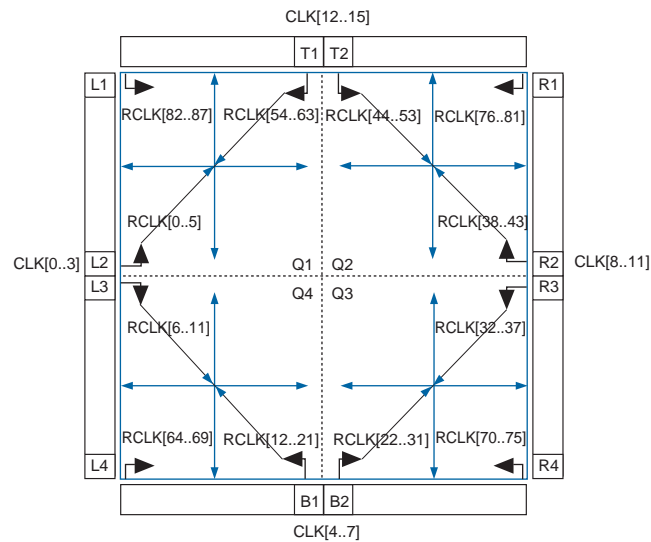 CLK[12..15]
T1 T2
L1 R1
RCLK[82..87] RCLK[54..63] RCLK[44..53] RCLK[76..81]
RCLK[0..5] RCLK[38..43]
CLK[0..3] L2 Q1 Q2 R2 CLK[8..11]
L3 Q4 Q3 R3
RCLK[6..11] RCLK[32..37]
RCLK[64..69] RCLK[12..21] RCLK[22..31] RCLK[70..75]
L4 R4
B1 B2
CLK[4..7]